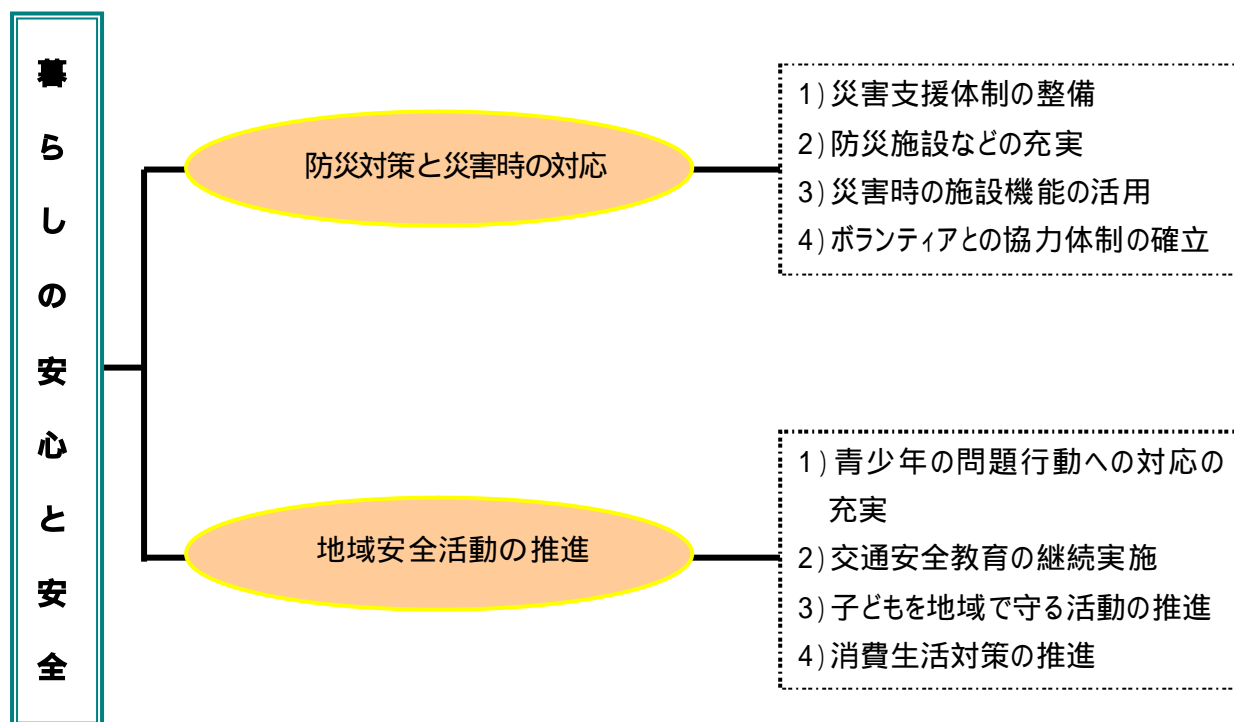 暮らしの安心と安全
防災対策と災害時の対応
1)災害支援体制の整備
2)防災施設などの充実
3)災害時の施設機能の活用
4)ボランティアとの協力体制の確立
地域安全活動の推進
1)青少年の問題行動への対応の
充実
2)交通安全教育の継続実施
3)子どもを地域で守る活動の推進
4)消費生活対策の推進